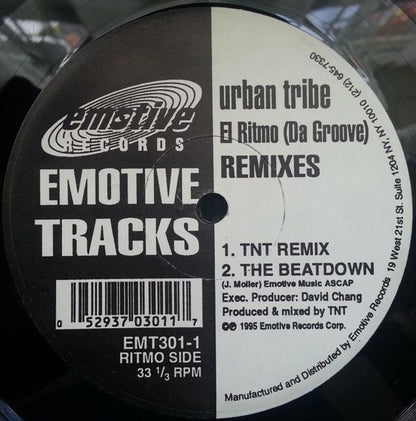 emotive
RECORDS
EMOTIVE
TRACKS
0 52937 03011 7
EMT301-1
RITMO SIDE
33 1/3 RPM
urban tribe
El Ritmo (Da Groove)
REMIXES
1. TNT REMIX
2. THE BEATDOWN
(J. Moller) Emotive Music ASCAP
Exec. Producer: David Chang
Produced & mixed by TNT
℗© 1995 Emotive Records Corp.
Manufactured and Distributed by Emotive Records 19 West 21st St. Suite 1204 NY, NY 10010 (212) 645-7330